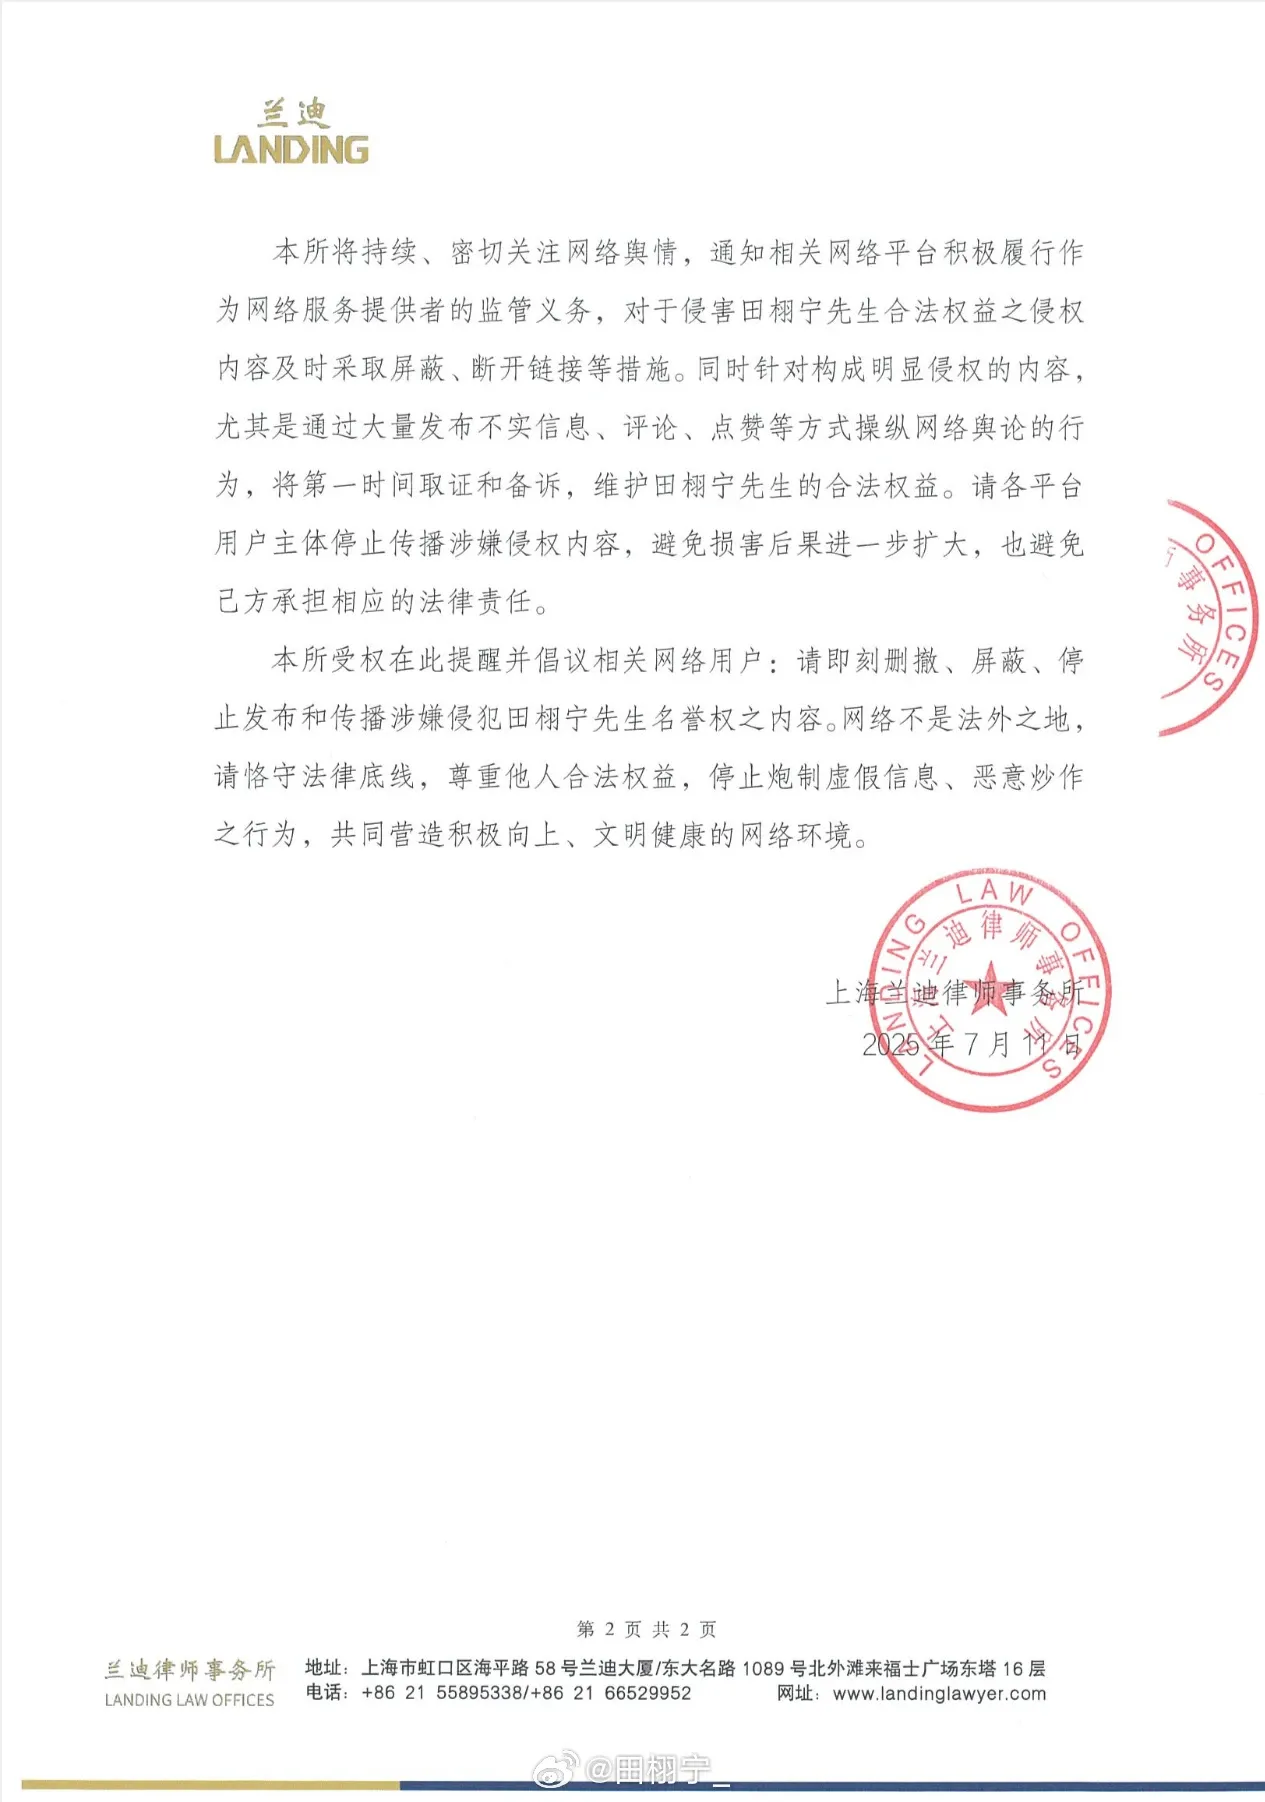 兰迪
LANDING
本所将持续、密切关注网络舆情，通知相关网络平台积极履行作
为网络服务提供者的监管义务，对于侵害田栩宁先生合法权益之侵权
内容及时采取屏蔽、断开链接等措施。同时针对构成明显侵权的内容，
尤其是通过大量发布不实信息、评论、点赞等方式操纵网络舆论的行
为，将第一时间取证和备诉，维护田栩宁先生的合法权益。请各平台
用户主体停止传播涉嫌侵权内容，避免损害后果进一步扩大，也避免
己方承担相应的法律责任。
本所受权在此提醒并倡议相关网络用户：请即刻删撤、屏蔽、停
止发布和传播涉嫌侵犯田栩宁先生名誉权之内容。网络不是法外之地，
请恪守法律底线，尊重他人合法权益，停止炮制虚假信息、恶意炒作
之行为，共同营造积极向上、文明健康的网络环境。
OFFICES
事务所
LANDING LAW OFFICES
上海兰迪律师事务所
上海兰迪律师事务所
2025 年 7 月 11 日
第 2 页 共 2 页
兰迪律师事务所
LANDING LAW OFFICES
地址：上海市虹口区海平路 58 号兰迪大厦/东大名路 1089 号北外滩来福士广场东塔 16 层
电话：+86 21 55895338/+86 21 66529952 网址：www.landinglawyer.com
@田栩宁_